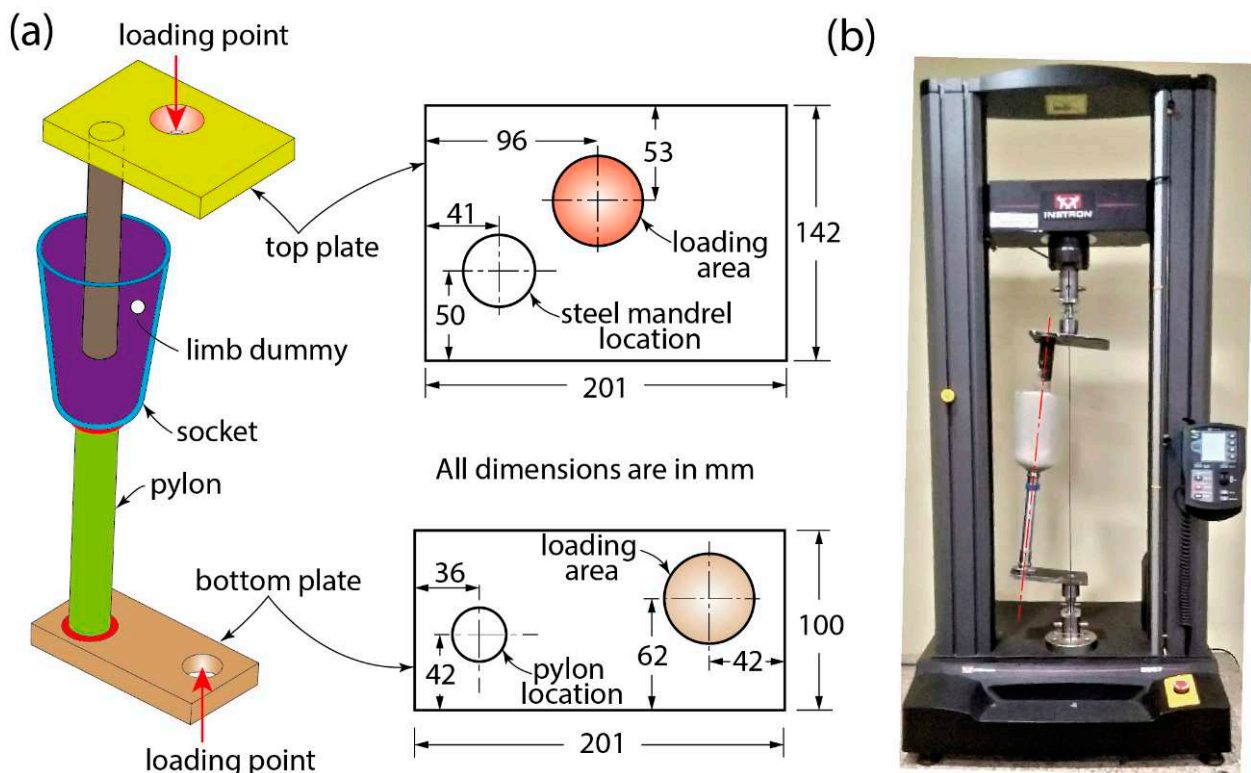 (a)
loading point
top plate
limb dummy
socket
pylon
bottom plate
loading point
96
53
41
loading
area
142
50
steel mandrel
location
201
All dimensions are in mm
loading
area
36
100
42
62
42
pylon
location
201
(b)
INSTRON